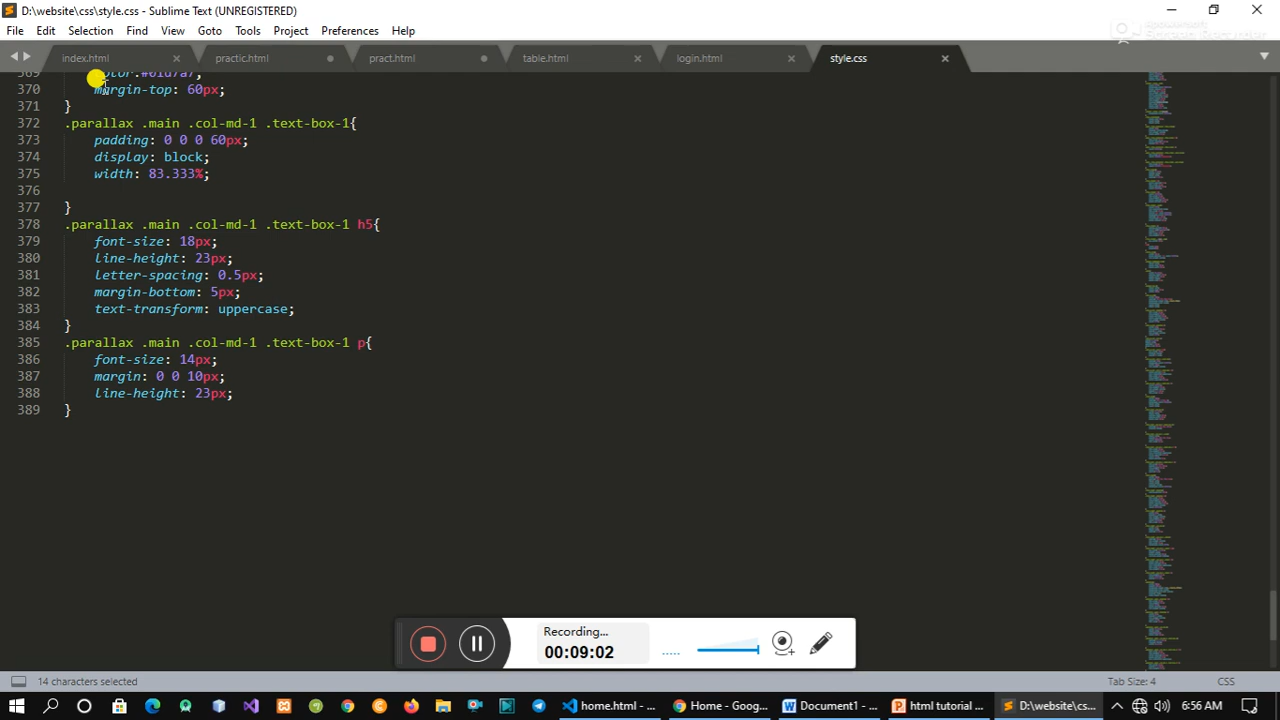 D:\website\css\style.css - Sublime Text (UNREGISTERED)
File Edit Selection Find View Goto Tools Project Preferences Help
index.html practic.html pract.html table.html login.html style.css
369 color:#01d7a7;
370 margin-top: 60px;
371 }
372 .parallax .main .col-md-1 .text-box-1{
373 padding: 0 0 0 60px;
374 display: block;
375 width: 83.333%;
376
377 }
378 .parallax .main .col-md-1 .text-box-1 h5{
379 font-size: 18px;
380 line-height: 23px;
381 letter-spacing: 0.5px;
382 margin-bottom: 5px;
383 text-transform: uppercase;
384 }
385 .parallax .main .col-md-1 .text-box-1 p{
386 font-size: 14px;
387 margin: 0 0 10px;
388 line-height: 23px;
389 }
Recording...
00:09:02
14 characters selected Tab Size: 4 CSS
home.html - ... Home - Goog... Document1 - ... html tutorial ... D:\website\cs... 6:56 AM